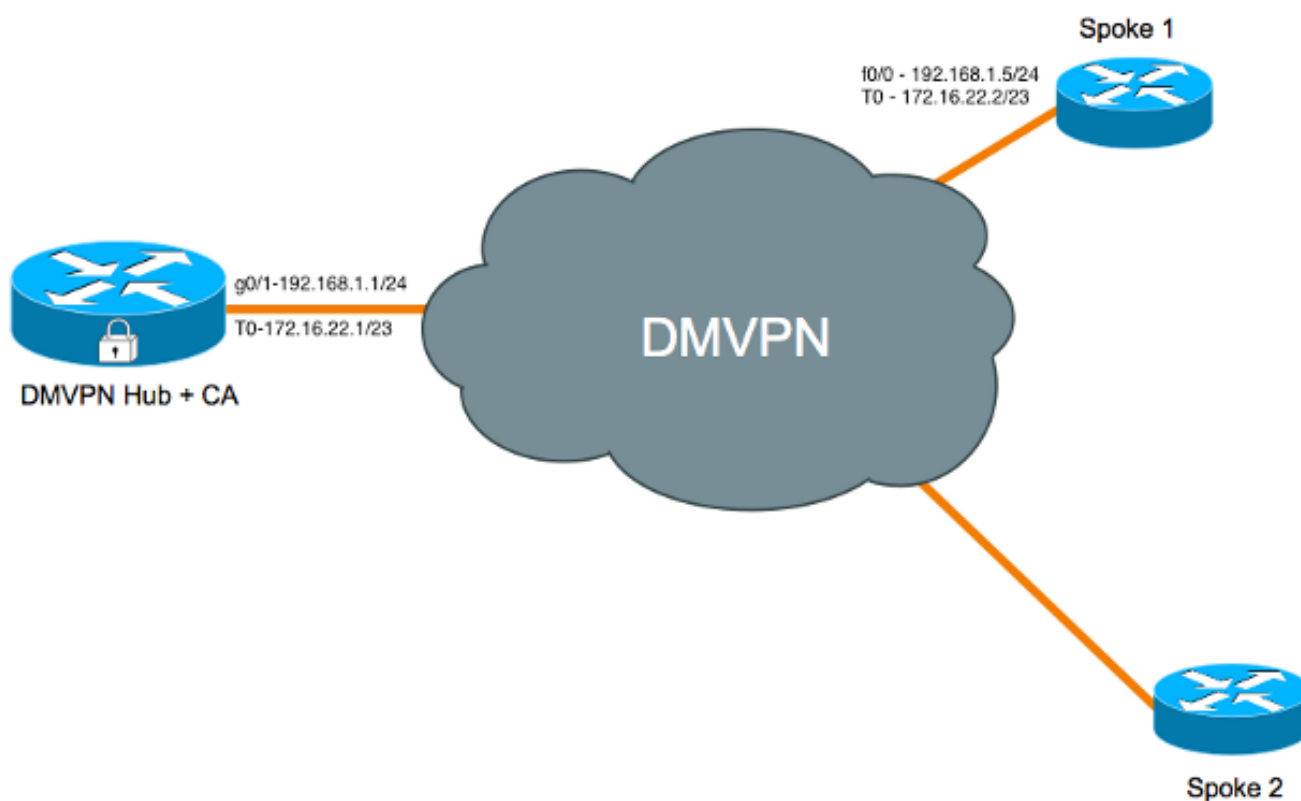 Spoke 1
f0/0 - 192.168.1.5/24
T0 - 172.16.22.2/23
g0/1-192.168.1.1/24
T0-172.16.22.1/23
DMVPN
DMVPN Hub + CA
Spoke 2